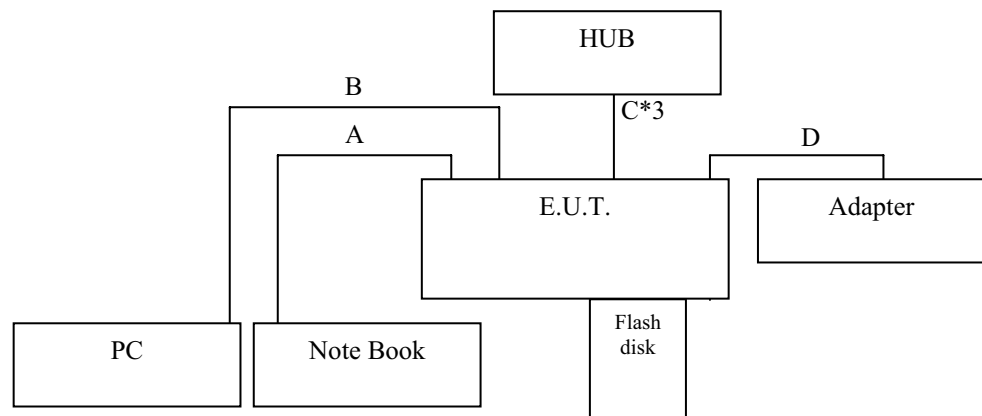 HUB
B
C*3
A
D
E.U.T.
Adapter
PC
Note Book
Flash
disk